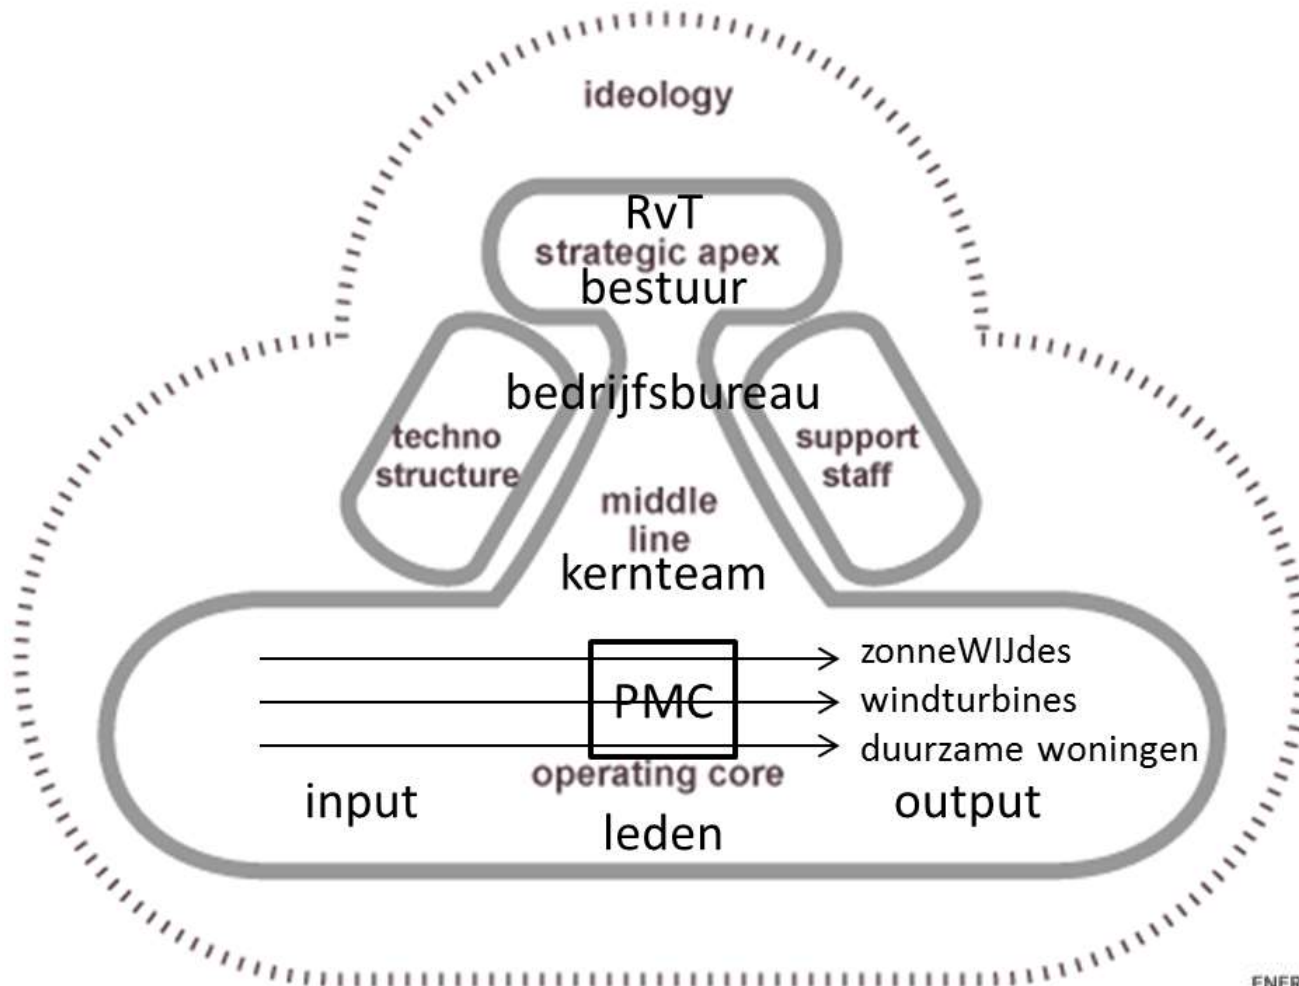 ideology
RvT
strategic apex
bestuur
bedrijfsbureau
techno
structure
support
staff
middle
line
kernteam
zonneWIJdes
windturbines
duurzame woningen
PMC
operating core
input
output
leden